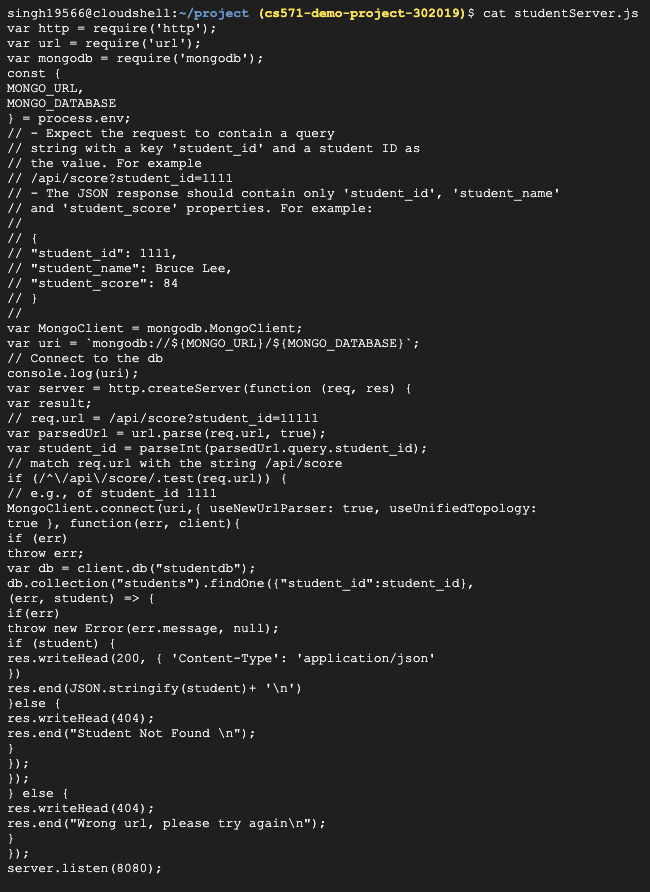 singh19566@cloudshell:~/project (cs571-demo-project-302019)$ cat studentServer.js
var http = require('http');
var url = require('url');
var mongodb = require('mongodb');
const {
MONGO_URL,
MONGO_DATABASE
} = process.env;
// - Expect the request to contain a query
// string with a key 'student_id' and a student ID as
// the value. For example
// /api/score?student_id=1111
// - The JSON response should contain only 'student_id', 'student_name'
// and 'student_score' properties. For example:
//
// {
// "student_id": 1111,
// "student_name": Bruce Lee,
// "student_score": 84
// }
//
var MongoClient = mongodb.MongoClient;
var uri = `mongodb://${MONGO_URL}/${MONGO_DATABASE}`;
// Connect to the db
console.log(uri);
var server = http.createServer(function (req, res) {
var result;
// req.url = /api/score?student_id=11111
var parsedUrl = url.parse(req.url, true);
var student_id = parseInt(parsedUrl.query.student_id);
// match req.url with the string /api/score
if (/^\/api\/score/.test(req.url)) {
// e.g., of student_id 1111
MongoClient.connect(uri,{ useNewUrlParser: true, useUnifiedTopology:
true }, function(err, client){
if (err)
throw err;
var db = client.db("studentdb");
db.collection("students").findOne({"student_id":student_id},
(err, student) => {
if(err)
throw new Error(err.message, null);
if (student) {
res.writeHead(200, { 'Content-Type': 'application/json'
})
res.end(JSON.stringify(student)+ '\n')
}else {
res.writeHead(404);
res.end("Student Not Found \n");
}
});
});
} else {
res.writeHead(404);
res.end("Wrong url, please try again\n");
}
});
server.listen(8080);